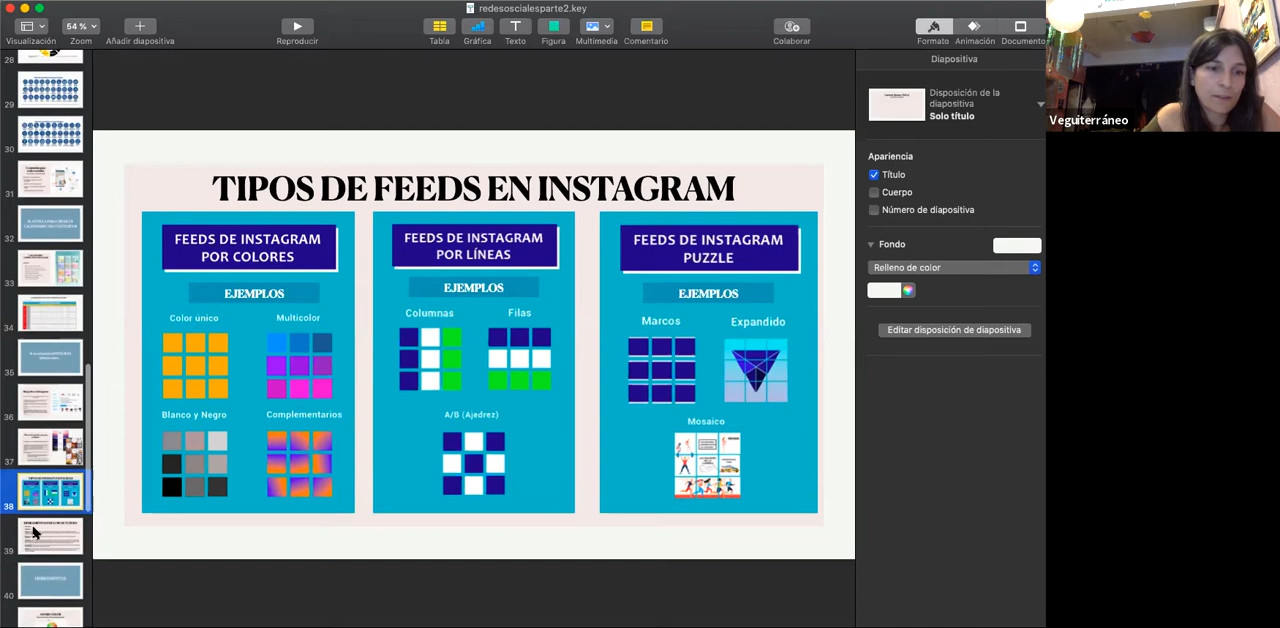 redesoscialesparte2.key
54 %
Visualización
Zoom
Añadir diapositiva
Reproducir
Tabla
Gráfica
Texto
Figura
Multimedia
Comentario
Colaborar
Formato
Animación
Documento
28
29
30
31
32
33
34
35
36
37
38
39
40
TIPOS DE FEEDS EN INSTAGRAM
FEEDS DE INSTAGRAM
POR COLORES
EJEMPLOS
Color único
Multicolor
Blanco y Negro
Complementarios
FEEDS DE INSTAGRAM
POR LÍNEAS
EJEMPLOS
Columnas
Filas
A/B (Ajedrez)
FEEDS DE INSTAGRAM
PUZZLE
EJEMPLOS
Marcos
Expandido
Mosaico
Diapositiva
Disposición de la
diapositiva
Solo título
Apariencia
Título
Cuerpo
Número de diapositiva
Fondo
Relleno de color
Editar disposición de diapositiva
Veguiterráneo